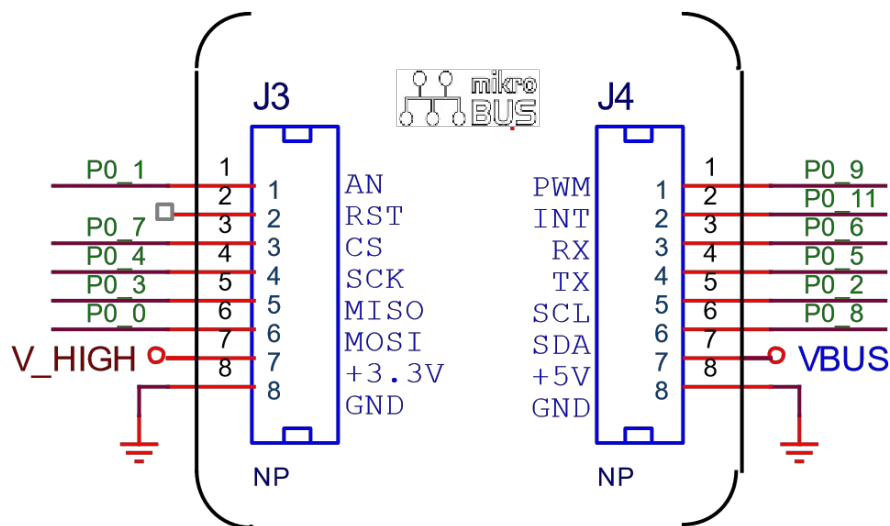 mikro
BUS
J3
J4
P0_1 1 1 AN
2 2 RST
P0_7 3 3 CS
P0_4 4 4 SCK
P0_3 5 5 MISO
P0_0 6 6 MOSI
V_HIGH 7 7 +3.3V
8 8 GND
NP
PWM 1 1 P0_9
INT 2 2 P0_11
RX 3 3 P0_6
TX 4 4 P0_5
SCL 5 5 P0_2
SDA 6 6 P0_8
+5V 7 7 VBUS
GND 8 8
NP